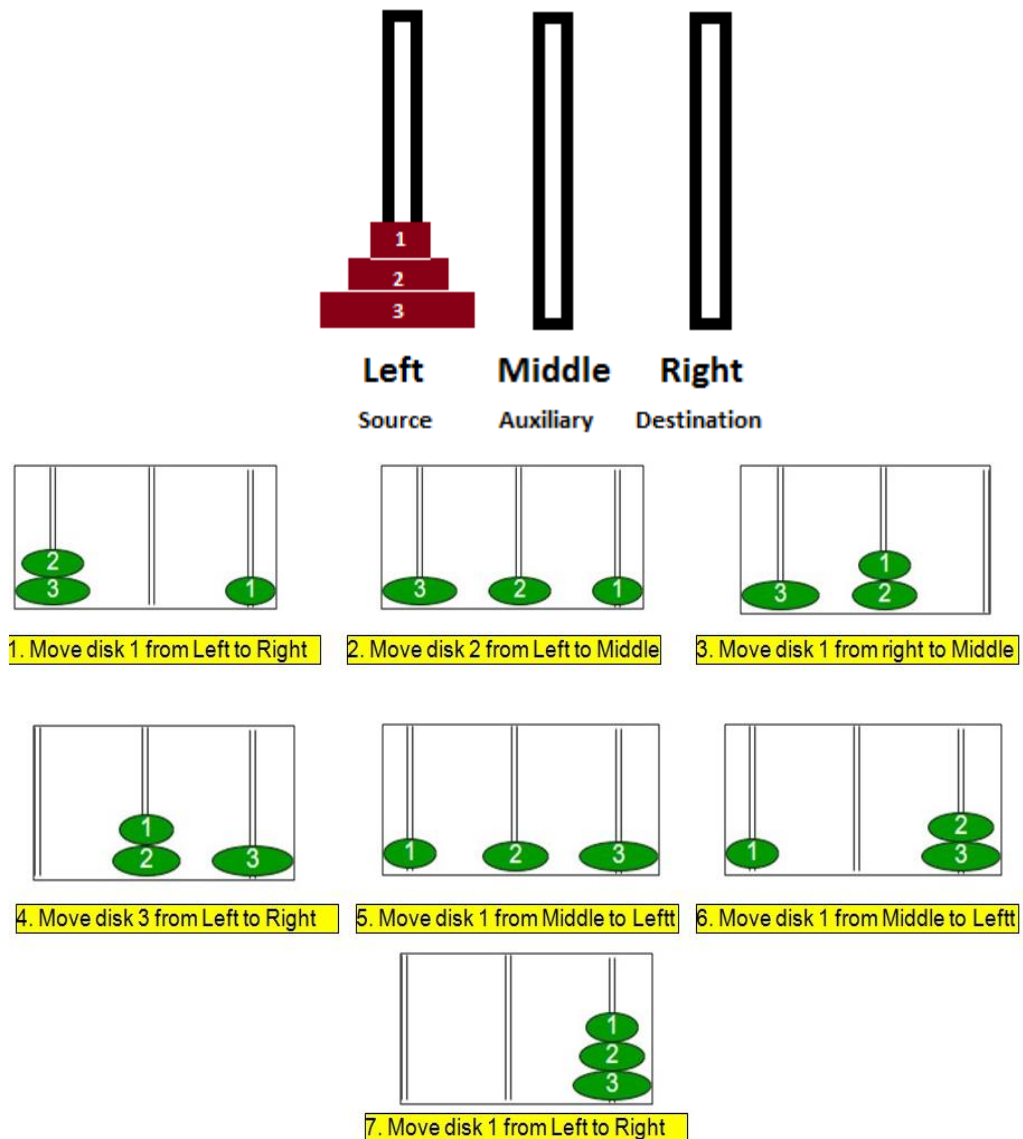 1
2
3
Left Middle Right
Source Auxiliary Destination
2
3 1
3 2 1
1
3 2
1. Move disk 1 from Left to Right
2. Move disk 2 from Left to Middle
3. Move disk 1 from right to Middle
1
2 3
1 2 3
2
1 3
4. Move disk 3 from Left to Right
5. Move disk 1 from Middle to Leftt
6. Move disk 1 from Middle to Leftt
1
2
3
7. Move disk 1 from Left to Right